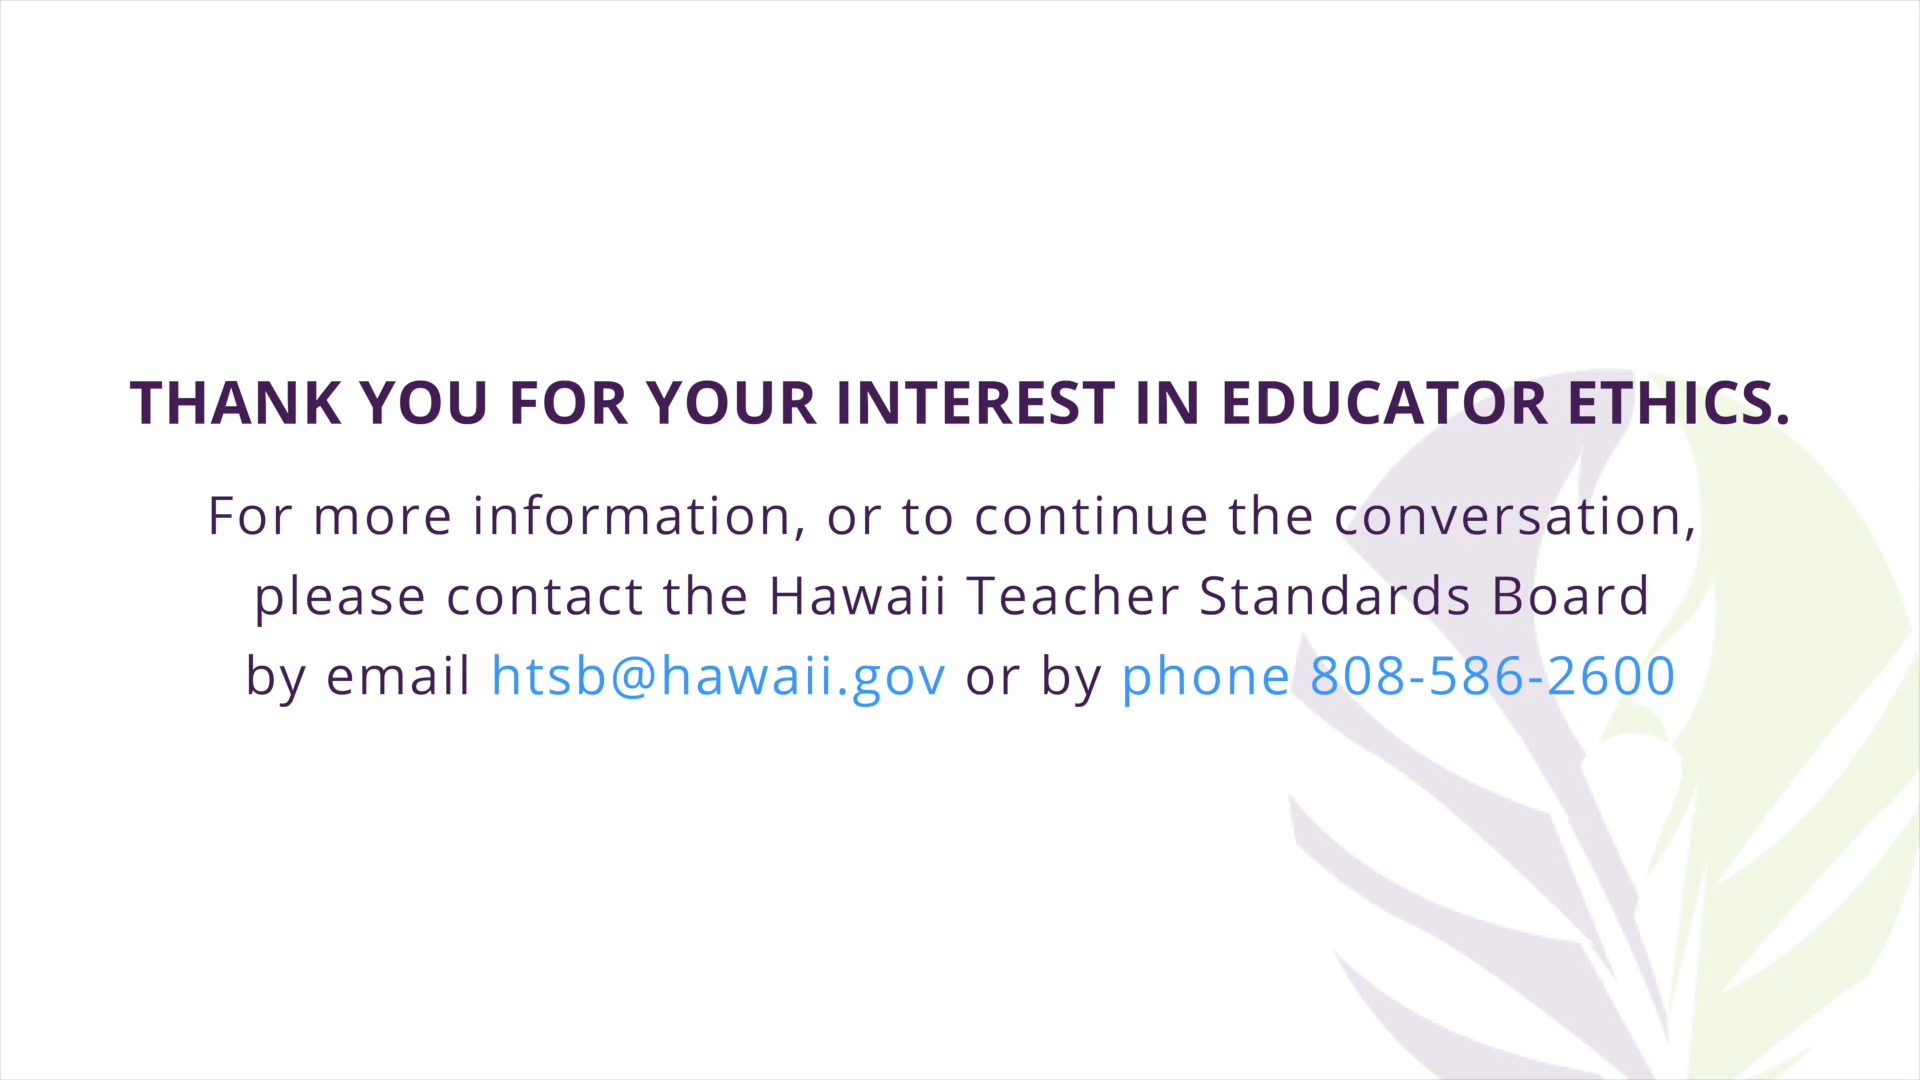 THANK YOU FOR YOUR INTEREST IN EDUCATOR ETHICS.
For more information, or to continue the conversation,
please contact the Hawaii Teacher Standards Board
by email htsb@hawaii.gov or by phone 808-586-2600